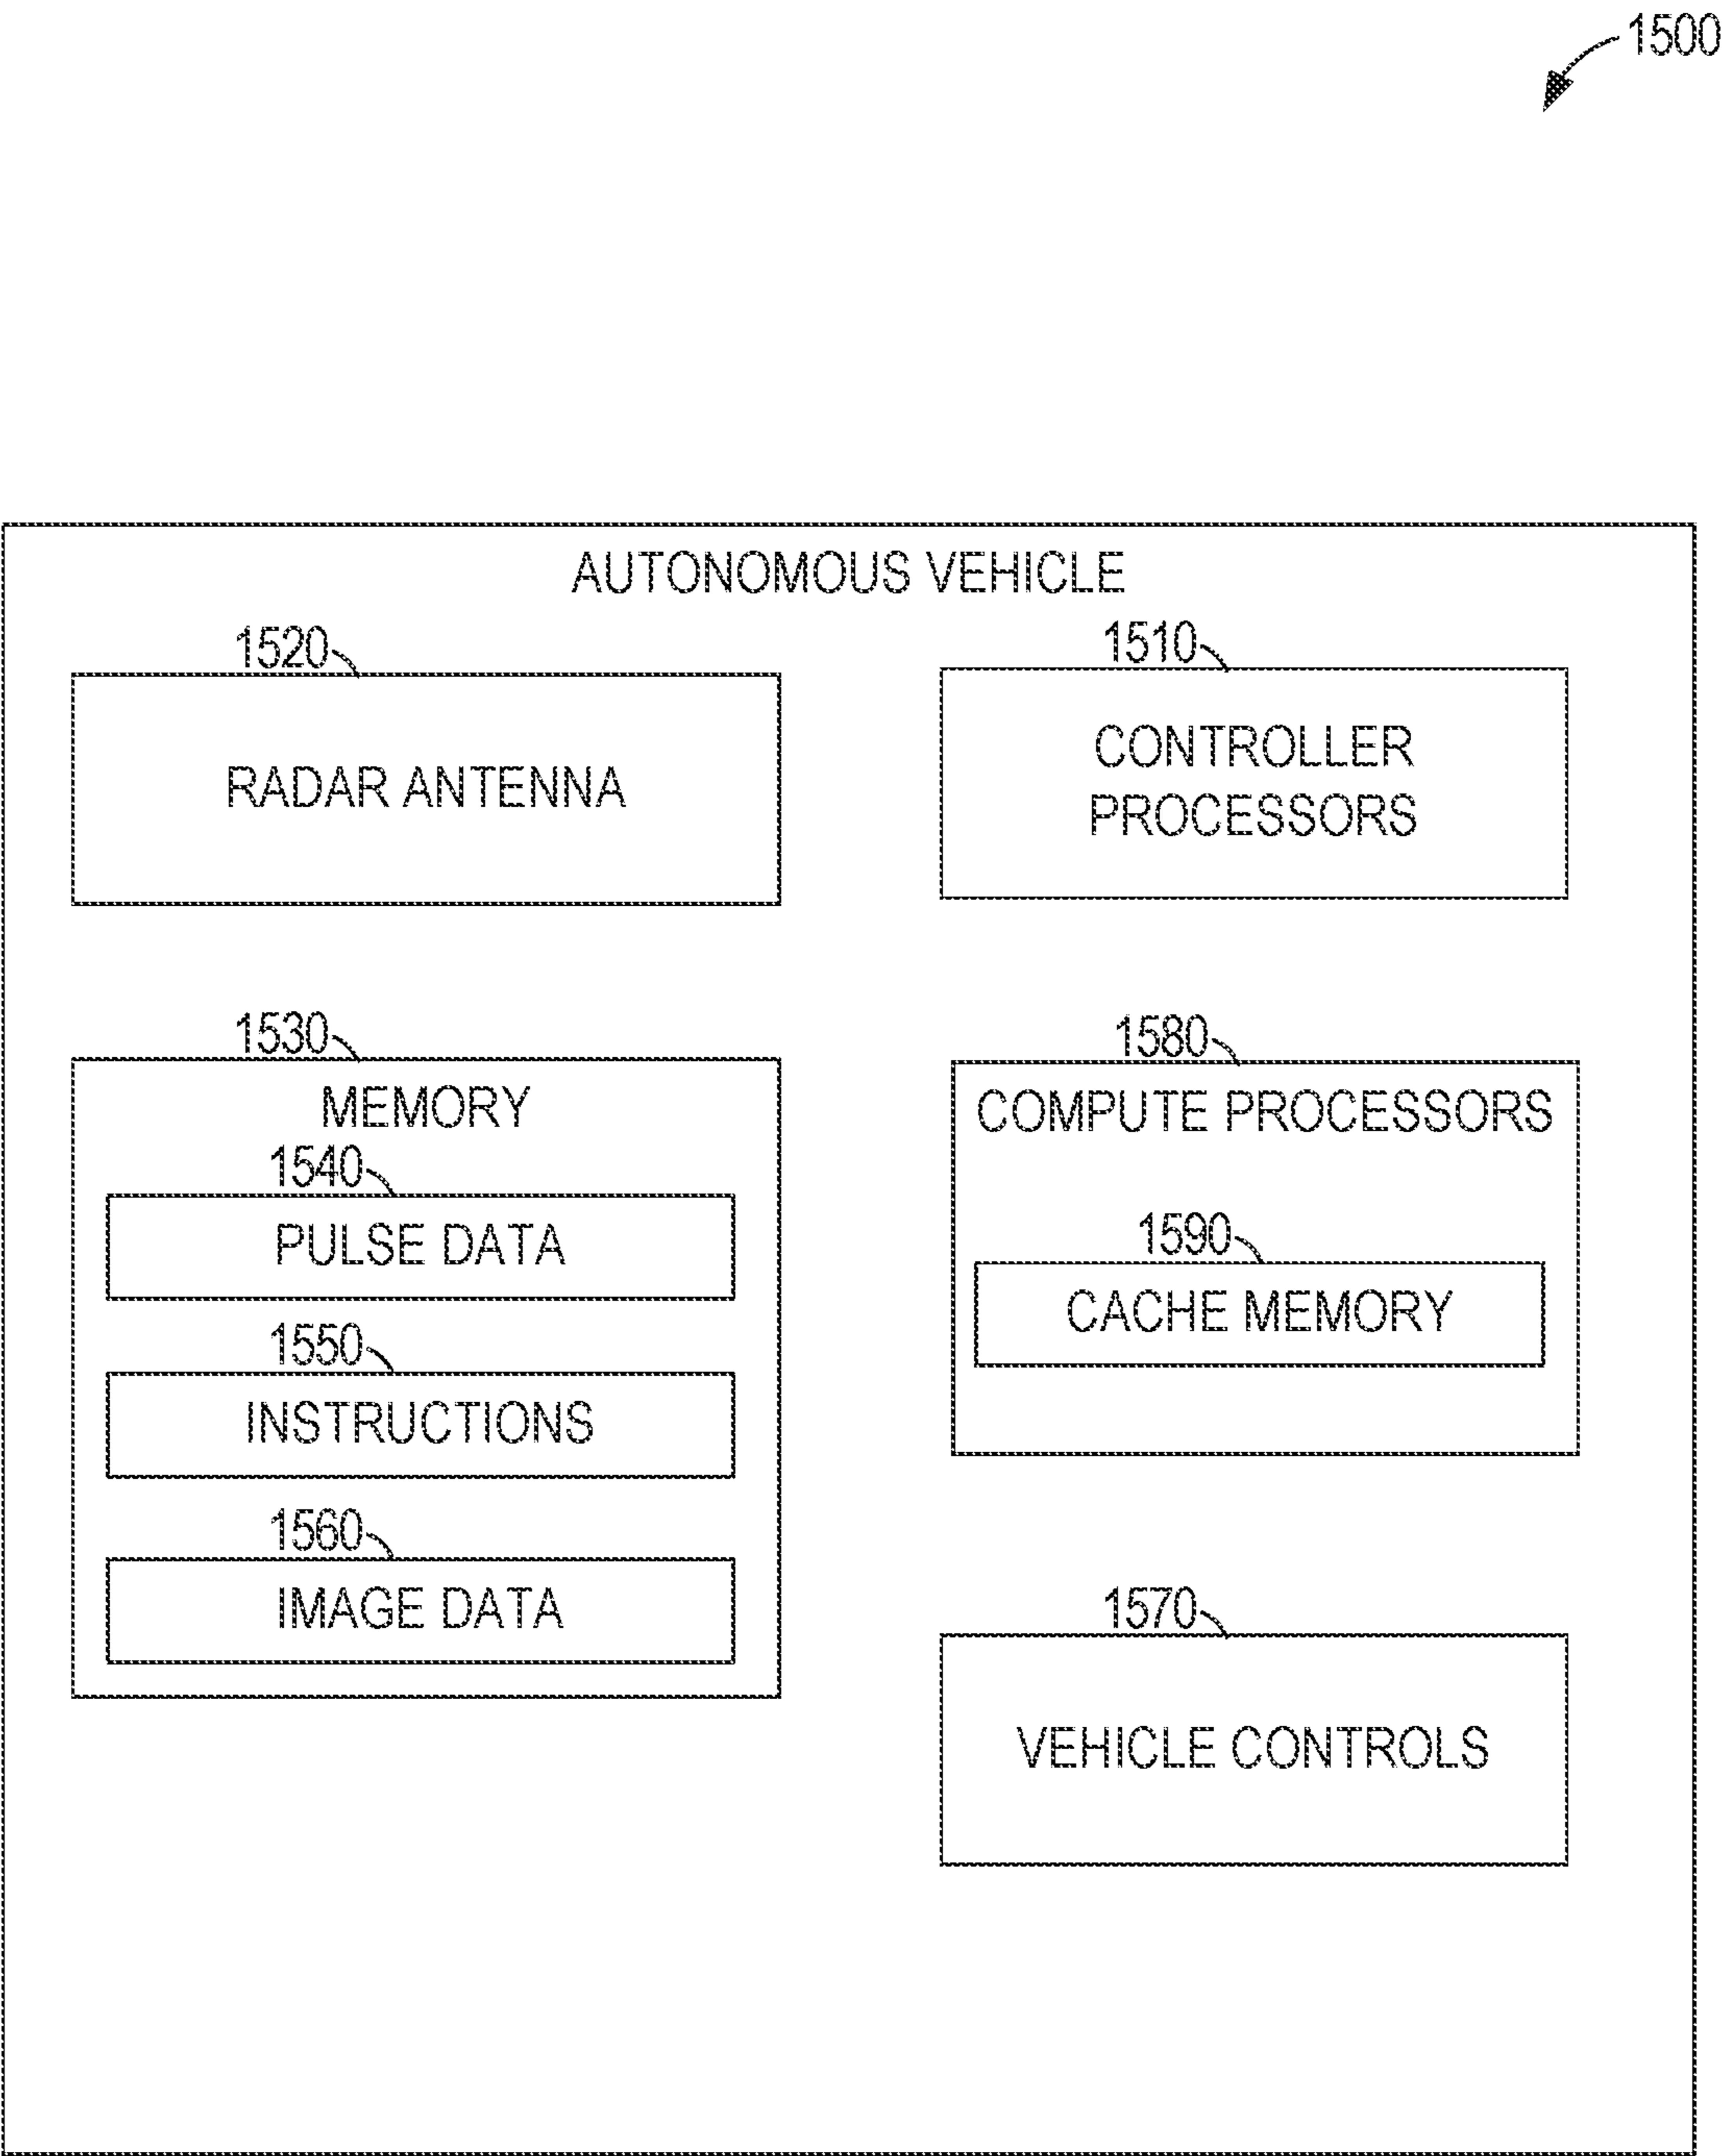 1500
AUTONOMOUS VEHICLE
1520
RADAR ANTENNA
1510
CONTROLLER
PROCESSORS
1530
MEMORY
1540
PULSE DATA
1550
INSTRUCTIONS
1560
IMAGE DATA
1580
COMPUTE PROCESSORS
1590
CACHE MEMORY
1570
VEHICLE CONTROLS